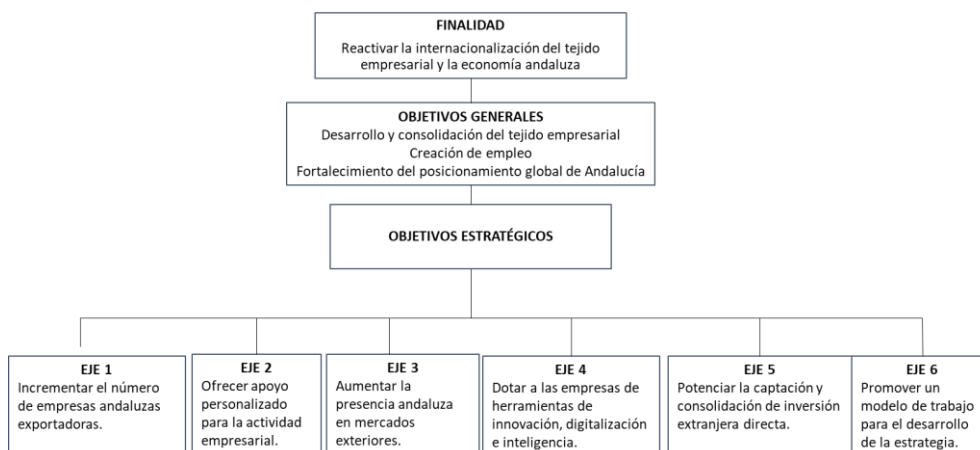 FINALIDAD
Reactivar la internacionalización del tejido
empresarial y la economía andaluza
OBJETIVOS GENERALES
Desarrollo y consolidación del tejido empresarial
Creación de empleo
Fortalecimiento del posicionamiento global de Andalucía
OBJETIVOS ESTRATÉGICOS
EJE 1
Incrementar el número
de empresas andaluzas
exportadoras.
EJE 2
Ofrecer apoyo
personalizado
para la actividad
empresarial.
EJE 3
Aumentar la
presencia andaluza
en mercados
exteriores.
EJE 4
Dotar a las empresas de
herramientas de
innovación, digitalización
e inteligencia.
EJE 5
Potenciar la captación y
consolidación de inversión
extranjera directa.
EJE 6
Promover un
modelo de trabajo
para el desarrollo
de la estrategia.